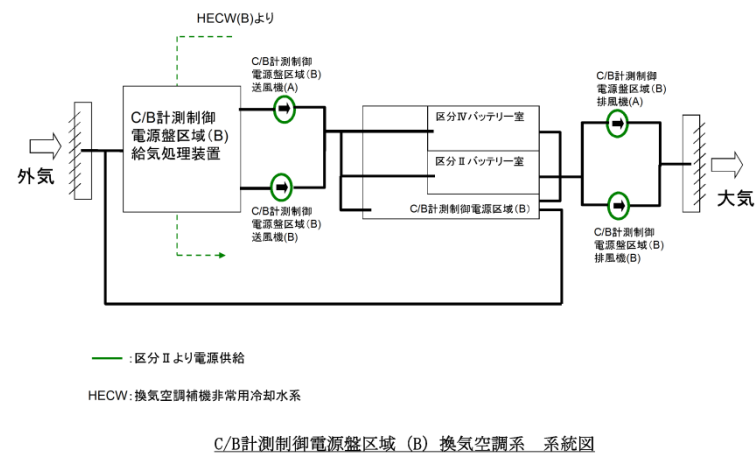 HECW(B)より
C/B計測制御
電源盤区域(B)
送風機(A)
C/B計測制御
電源盤区域(B)
排風機(A)
C/B計測制御
電源盤区域(B)
給気処理装置
区分Ⅳバッテリー室
外気
区分Ⅱバッテリー室
大気
C/B計測制御電源区域(B)
C/B計測制御
電源盤区域(B)
送風機(B)
C/B計測制御
電源盤区域(B)
排風機(B)
:区分Ⅱより電源供給
HECW:換気空調補機非常用冷却水系
C/B計測制御電源盤区域 (B) 換気空調系 系統図